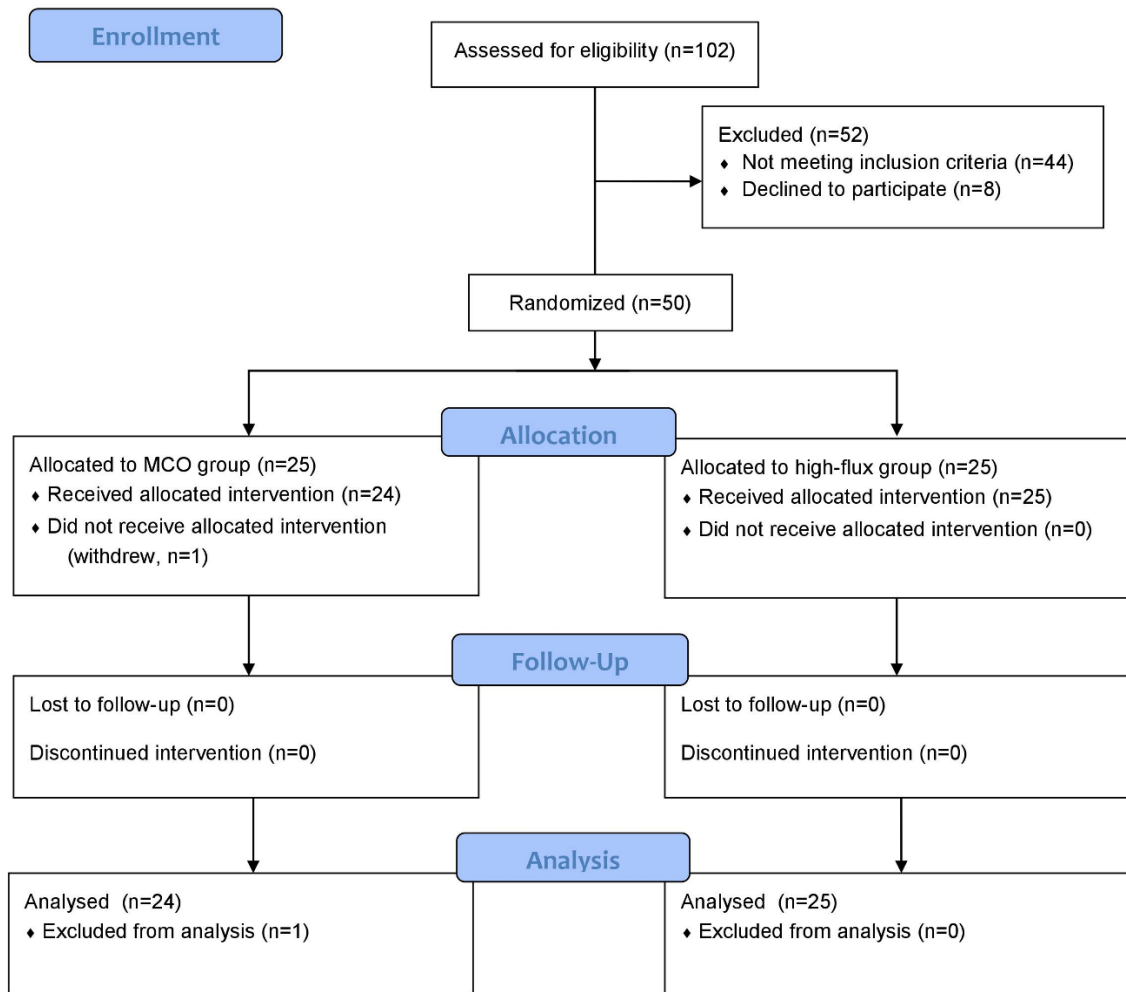 Enrollment
Assessed for eligibility (n=102)
Excluded (n=52)
♦ Not meeting inclusion criteria (n=44)
♦ Declined to participate (n=8)
Randomized (n=50)
Allocation
Allocated to MCO group (n=25)
♦ Received allocated intervention (n=24)
♦ Did not receive allocated intervention
(withdrew, n=1)
Allocated to high-flux group (n=25)
♦ Received allocated intervention (n=25)
♦ Did not receive allocated intervention (n=0)
Follow-Up
Lost to follow-up (n=0)
Discontinued intervention (n=0)
Lost to follow-up (n=0)
Discontinued intervention (n=0)
Analysis
Analysed (n=24)
♦ Excluded from analysis (n=1)
Analysed (n=25)
♦ Excluded from analysis (n=0)